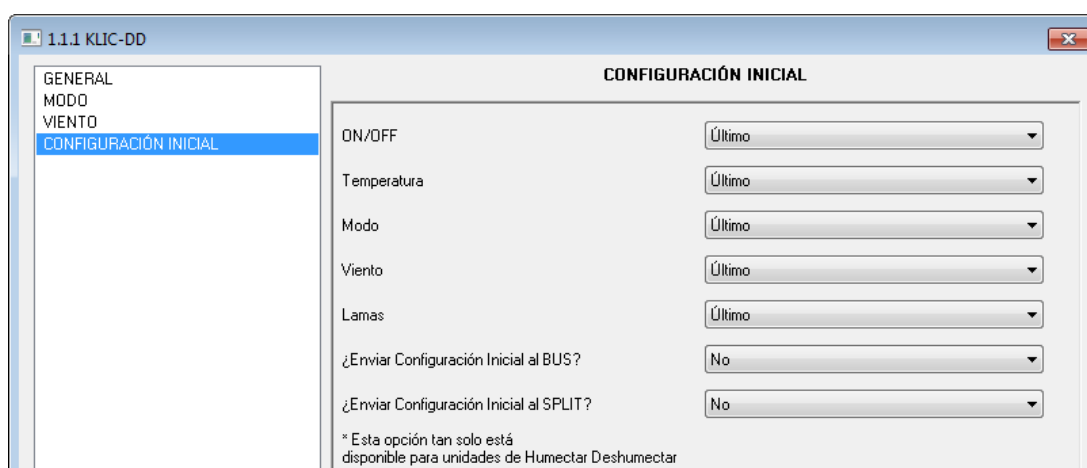 1.1.1 KLIC-DD
GENERAL
MODO
VIENTO
CONFIGURACIÓN INICIAL
CONFIGURACIÓN INICIAL
ON/OFF Último
Temperatura Último
Modo Último
Viento Último
Lamas Último
¿Enviar Configuración Inicial al BUS? No
¿Enviar Configuración Inicial al SPLIT? No
* Esta opción tan solo está
disponible para unidades de Humectar Deshumectar